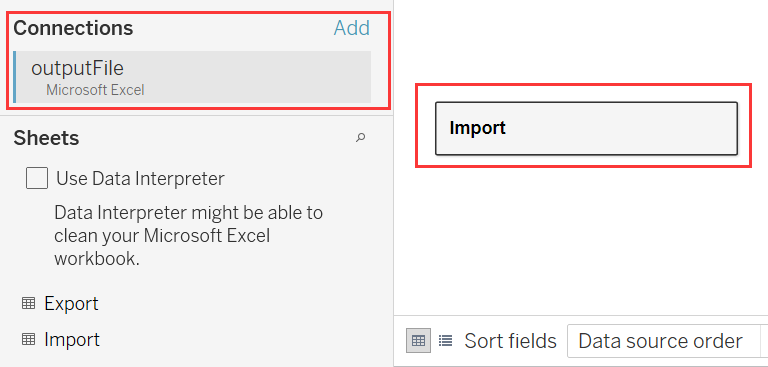 Connections Add
outputFile
Microsoft Excel
Sheets
Use Data Interpreter
Data Interpreter might be able to
clean your Microsoft Excel
workbook.
Export
Import
Import
Sort fields Data source order